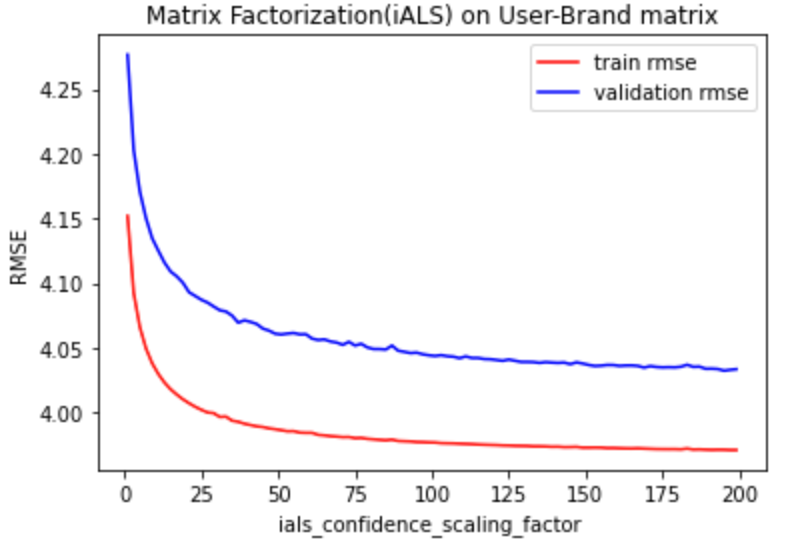 Matrix Factorization(iALS) on User-Brand matrix
train rmse
validation rmse
4.25
4.20
4.15
4.10
4.05
4.00
RMSE
0 25 50 75 100 125 150 175 200
ials_confidence_scaling_factor